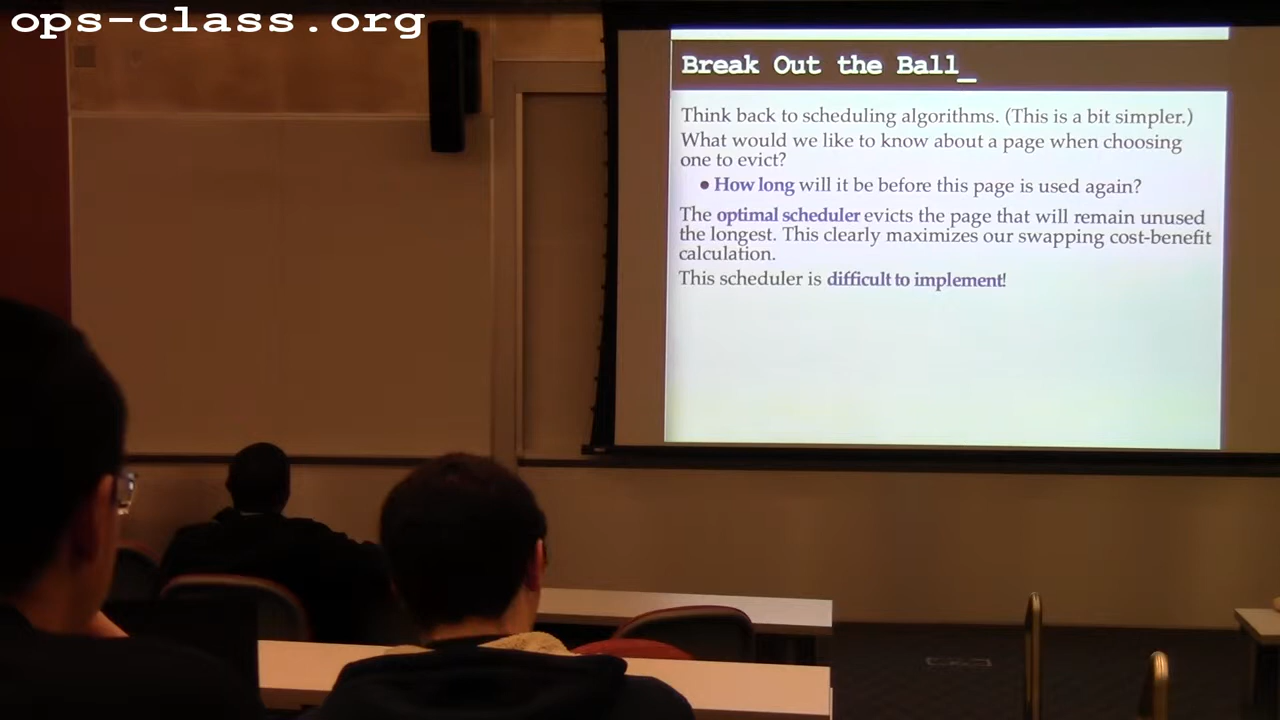 ops-class.org
Break Out the Ball_
Think back to scheduling algorithms. (This is a bit simpler.)
What would we like to know about a page when choosing
one to evict?
• How long will it be before this page is used again?
The optimal scheduler evicts the page that will remain unused
the longest. This clearly maximizes our swapping cost-benefit
calculation.
This scheduler is difficult to implement!